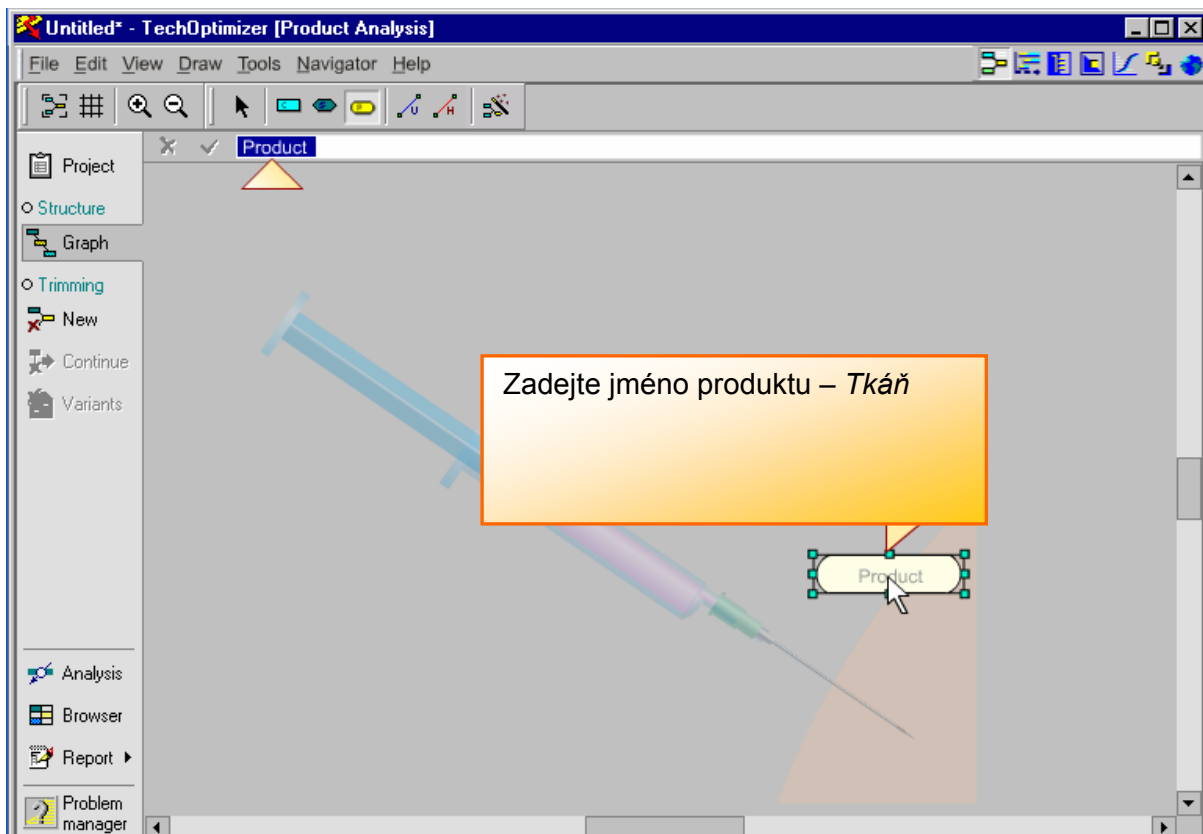 Untitled* - TechOptimizer [Product Analysis]
File Edit View Draw Tools Navigator Help
C S P U H
Product
Project
Structure
Graph
Trimming
New
Continue
Variants
Zadejte jméno produktu – Tkáň
Product
Analysis
Browser
Report
Problem
manager